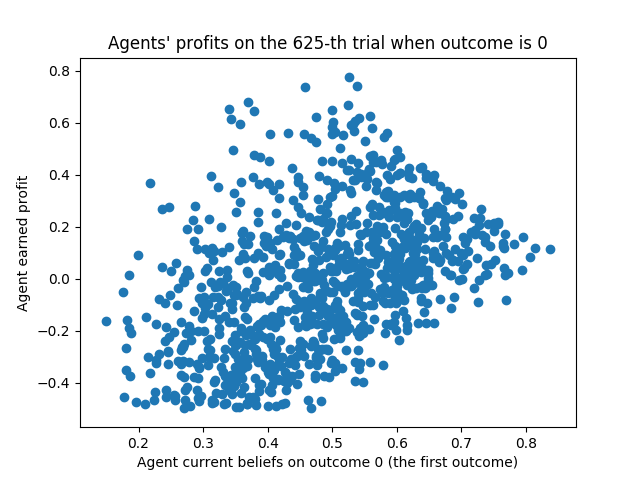 Agents' profits on the 625-th trial when outcome is 0
0.8
0.6
0.4
0.2
0.0
−0.2
−0.4
Agent earned profit
0.2 0.3 0.4 0.5 0.6 0.7 0.8
Agent current beliefs on outcome 0 (the first outcome)